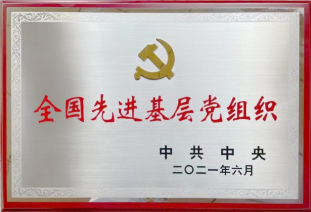 全国先进基层党组织
中共中央
二〇二一年六月